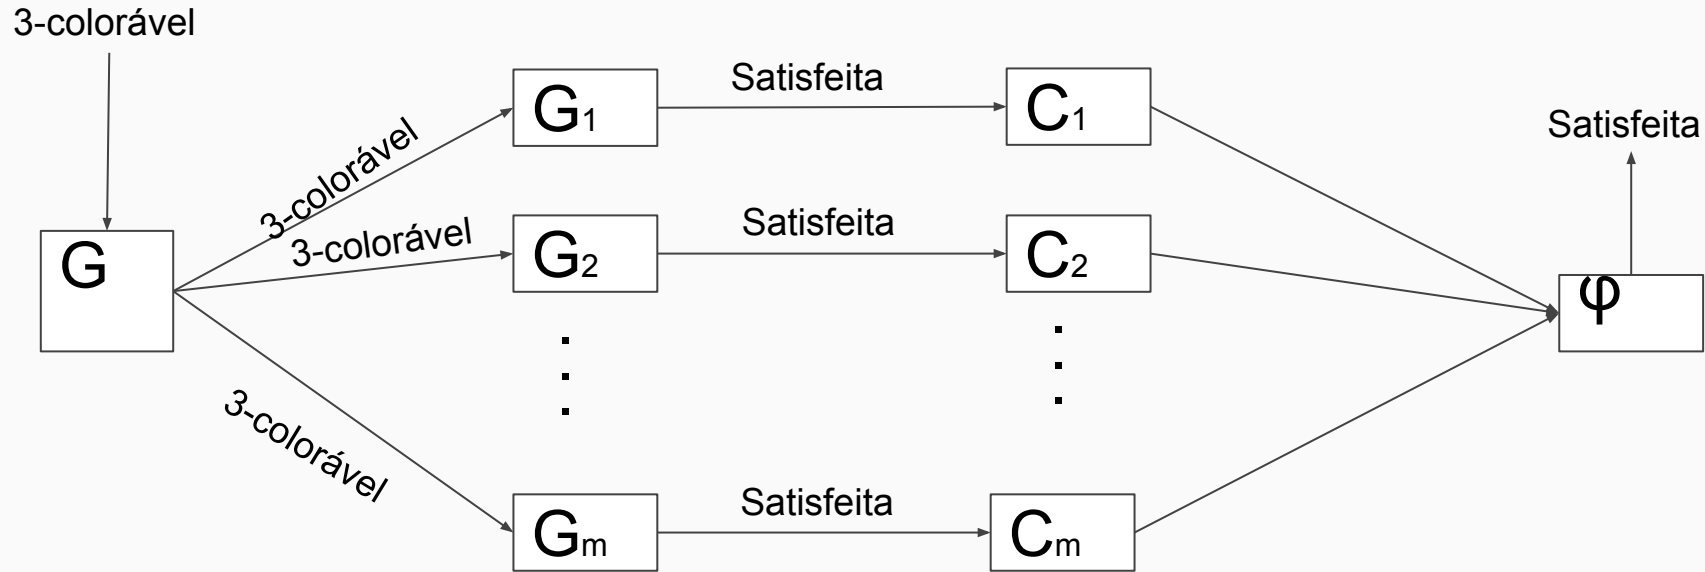 3-colorável
G
3-colorável
3-colorável
3-colorável
G1
Satisfeita
C1
G2
Satisfeita
C2
Gm
Satisfeita
Cm
φ
Satisfeita